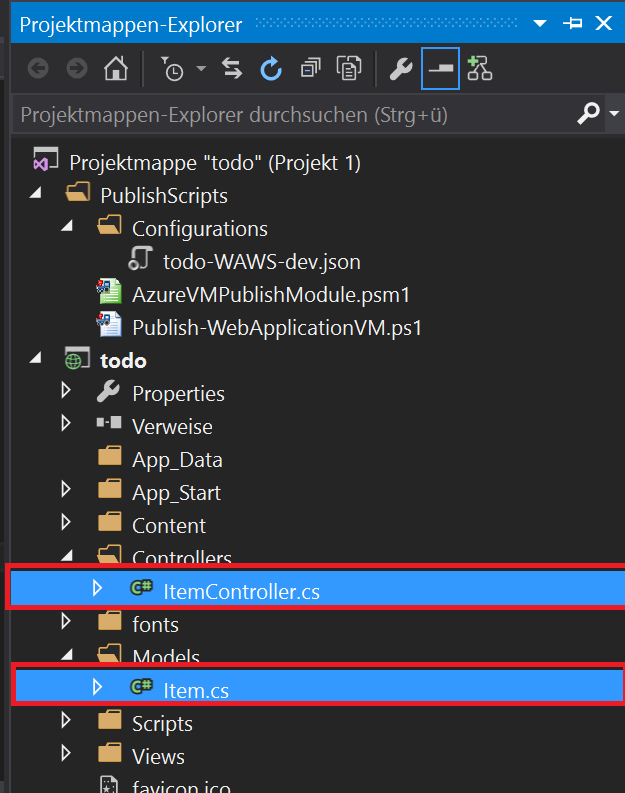 Projektmappen-Explorer
Projektmappen-Explorer durchsuchen (Strg+ü)
Projektmappe "todo" (Projekt 1)
PublishScripts
Configurations
todo-WAWS-dev.json
AzureVMPublishModule.psm1
Publish-WebApplicationVM.ps1
todo
Properties
Verweise
App_Data
App_Start
Content
Controllers
C# ItemController.cs
fonts
Models
C# Item.cs
Scripts
Views
favicon.ico